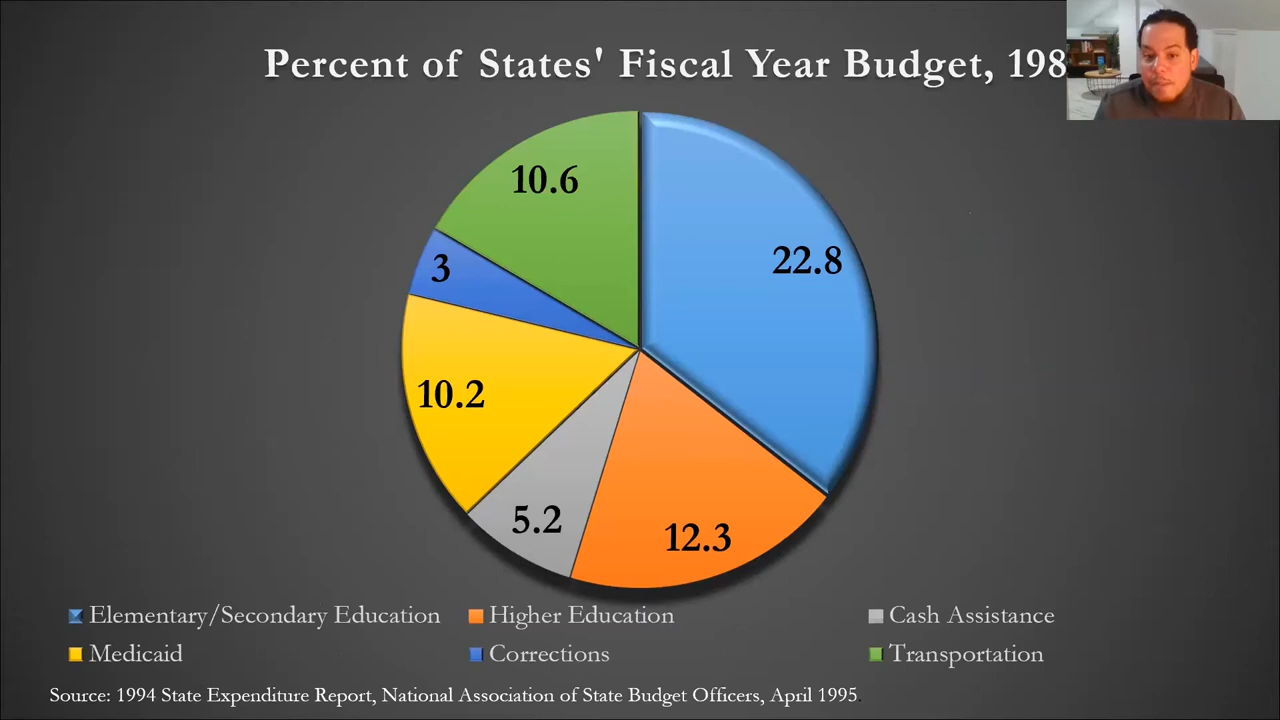 Percent of States' Fiscal Year Budget, 198
10.6
22.8
3
10.2
5.2
12.3
Elementary/Secondary Education
Higher Education
Cash Assistance
Medicaid
Corrections
Transportation
Source: 1994 State Expenditure Report, National Association of State Budget Officers, April 1995.